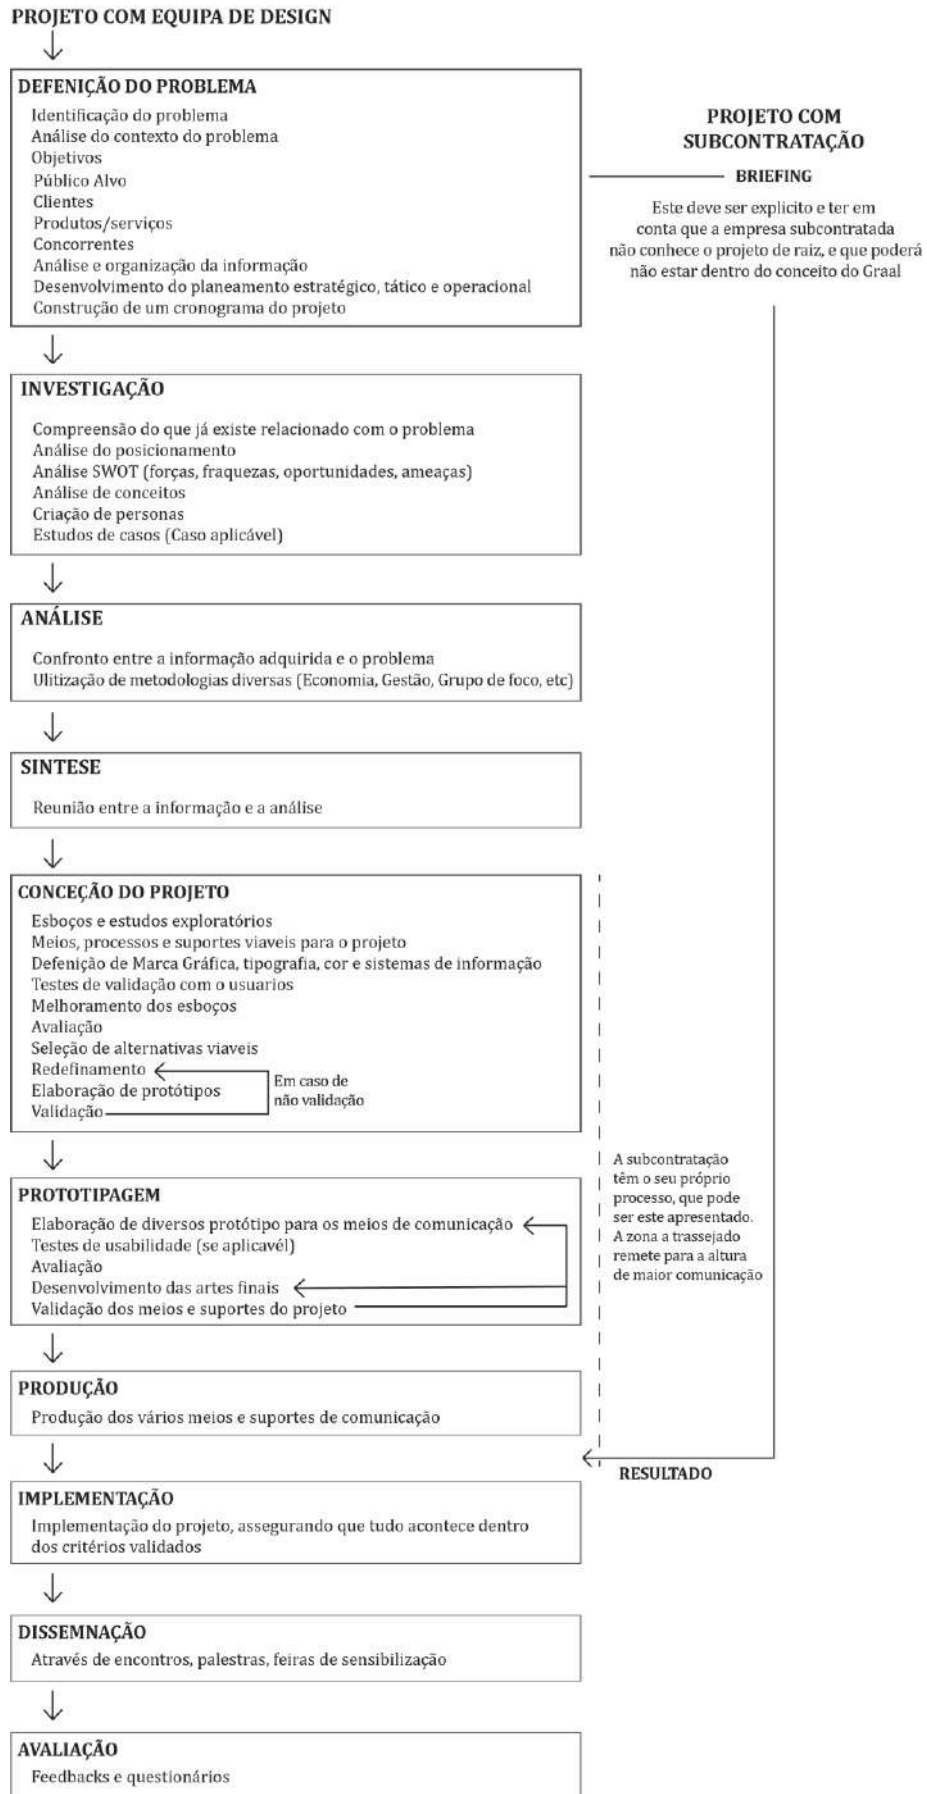 PROJETO COM EQUIPA DE DESIGN
DEFENIÇÃO DO PROBLEMA
Identificação do problema
Análise do contexto do problema
Objetivos
Público Alvo
Clientes
Produtos/serviços
Concorrentes
Análise e organização da informação
Desenvolvimento do planeamento estratégico, tático e operacional
Construção de um cronograma do projeto
PROJETO COM
SUBCONTRATAÇÃO
BRIEFING
Este deve ser explicito e ter em
conta que a empresa subcontratada
não conhece o projeto de raiz, e que poderá
não estar dentro do conceito do Graal
INVESTIGAÇÃO
Compreensão do que já existe relacionado com o problema
Análise do posicionamento
Análise SWOT (forças, fraquezas, oportunidades, ameaças)
Análise de conceitos
Criação de personas
Estudos de casos (Caso aplicável)
ANÁLISE
Confronto entre a informação adquirida e o problema
Ulitização de metodologias diversas (Economia, Gestão, Grupo de foco, etc)
SINTESE
Reunião entre a informação e a análise
CONCEÇÃO DO PROJETO
Esboços e estudos exploratórios
Meios, processos e suportes viaveis para o projeto
Defenição de Marca Gráfica, tipografia, cor e sistemas de informação
Testes de validação com o usuarios
Melhoramento dos esboços
Avaliação
Seleção de alternativas viaveis
Redefinamento
Elaboração de protótipos
Validação
Em caso de
não validação
PROTOTIPAGEM
Elaboração de diversos protótipo para os meios de comunicação
Testes de usabilidade (se aplicavél)
Avaliação
Desenvolvimento das artes finais
Validação dos meios e suportes do projeto
A subcontratação
têm o seu próprio
processo, que pode
ser este apresentado.
A zona a trassejado
remete para a altura
de maior comunicação
PRODUÇÃO
Produção dos vários meios e suportes de comunicação
RESULTADO
IMPLEMENTAÇÃO
Implementação do projeto, assegurando que tudo acontece dentro
dos critérios validados
DISSEMNAÇÃO
Através de encontros, palestras, feiras de sensibilização
AVALIAÇÃO
Feedbacks e questionários